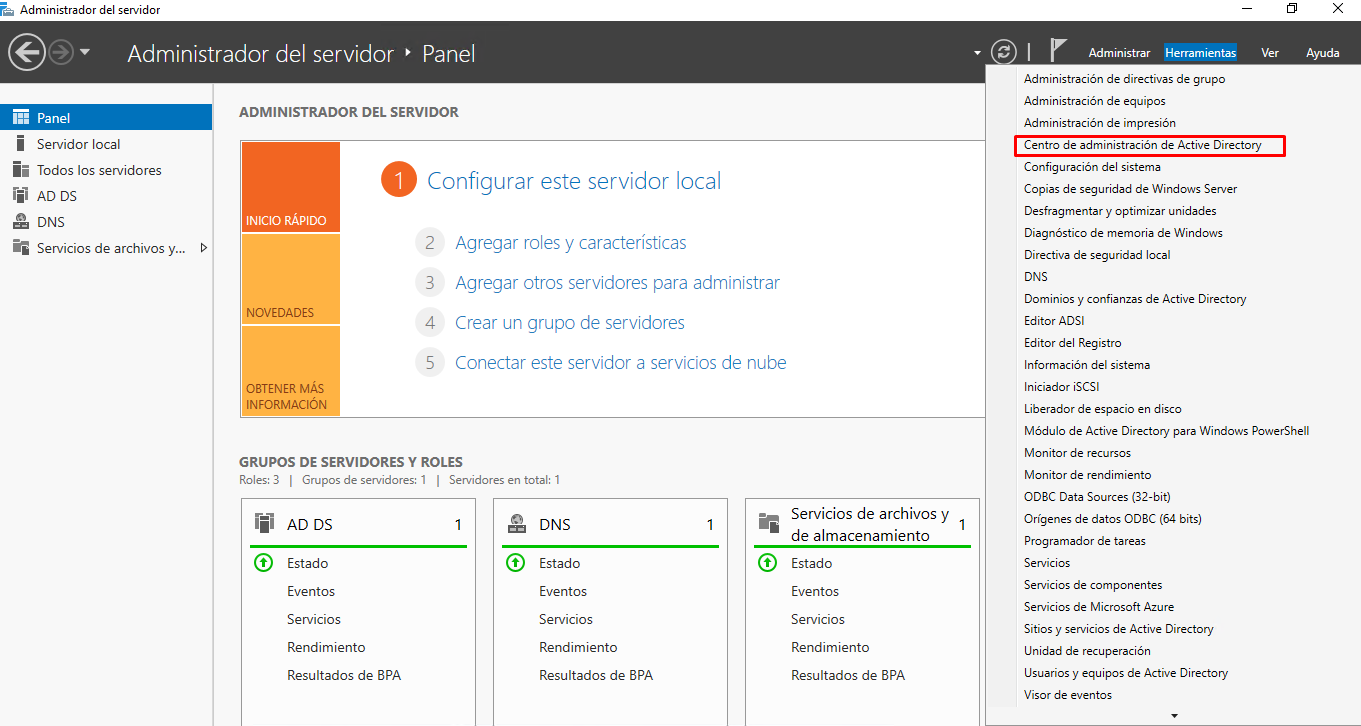 Administrador del servidor
Administrador del servidor ‣ Panel
Administrar
Herramientas
Ver
Ayuda
Panel
Servidor local
Todos los servidores
AD DS
DNS
Servicios de archivos y...
ADMINISTRADOR DEL SERVIDOR
INICIO RÁPIDO
NOVEDADES
OBTENER MÁS
INFORMACIÓN
1 Configurar este servidor local
2 Agregar roles y características
3 Agregar otros servidores para administrar
4 Crear un grupo de servidores
5 Conectar este servidor a servicios de nube
GRUPOS DE SERVIDORES Y ROLES
Roles: 3 | Grupos de servidores: 1 | Servidores en total: 1
AD DS 1
Estado
Eventos
Servicios
Rendimiento
Resultados de BPA
DNS 1
Estado
Eventos
Servicios
Rendimiento
Resultados de BPA
Servicios de archivos y
de almacenamiento 1
Estado
Eventos
Servicios
Rendimiento
Resultados de BPA
Administración de directivas de grupo
Administración de equipos
Administración de impresión
Centro de administración de Active Directory
Configuración del sistema
Copias de seguridad de Windows Server
Desfragmentar y optimizar unidades
Diagnóstico de memoria de Windows
Directiva de seguridad local
DNS
Dominios y confianzas de Active Directory
Editor ADSI
Editor del Registro
Información del sistema
Iniciador iSCSI
Liberador de espacio en disco
Módulo de Active Directory para Windows PowerShell
Monitor de recursos
Monitor de rendimiento
ODBC Data Sources (32-bit)
Orígenes de datos ODBC (64 bits)
Programador de tareas
Servicios
Servicios de componentes
Servicios de Microsoft Azure
Sitios y servicios de Active Directory
Unidad de recuperación
Usuarios y equipos de Active Directory
Visor de eventos